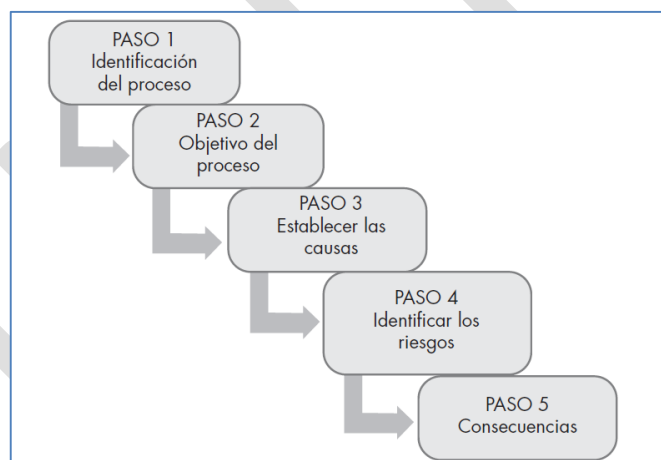 PASO 1
Identificación
del proceso
PASO 2
Objetivo del
proceso
PASO 3
Establecer las
causas
PASO 4
Identificar los
riesgos
PASO 5
Consecuencias